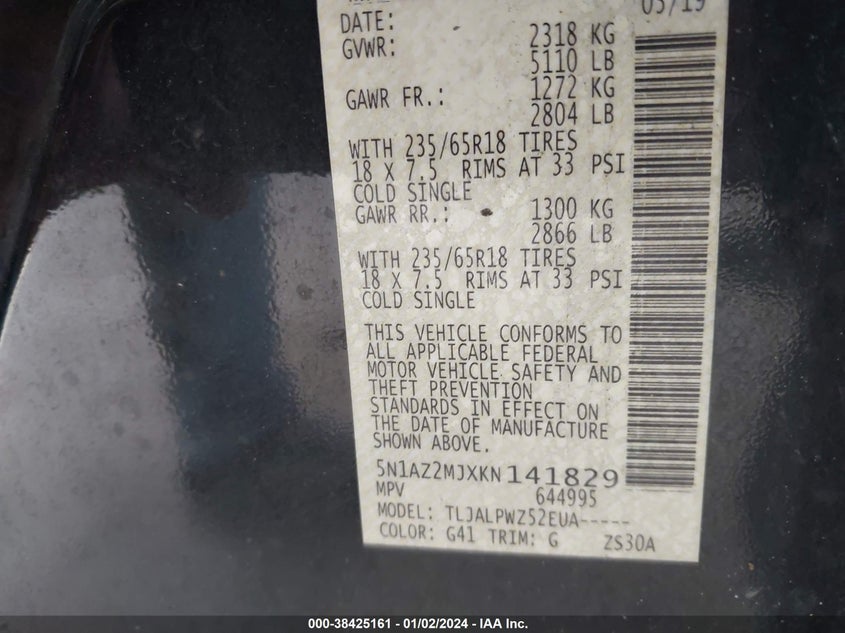 05/19
DATE:
GVWR: 2318 KG
5110 LB
GAWR FR.: 1272 KG
2804 LB
WITH 235/65R18 TIRES
18 X 7.5 RIMS AT 33 PSI
COLD SINGLE
GAWR RR.: 1300 KG
2866 LB
WITH 235/65R18 TIRES
18 X 7.5 RIMS AT 33 PSI
COLD SINGLE
THIS VEHICLE CONFORMS TO
ALL APPLICABLE FEDERAL
MOTOR VEHICLE SAFETY AND
THEFT PREVENTION
STANDARDS IN EFFECT ON
THE DATE OF MANUFACTURE
SHOWN ABOVE.
5N1AZ2MJXKN141829
MPV 644995
MODEL: TLJALPWZ52EUA-----
COLOR: G41 TRIM: G ZS30A
000-38425161 - 01/02/2024 - IAA Inc.